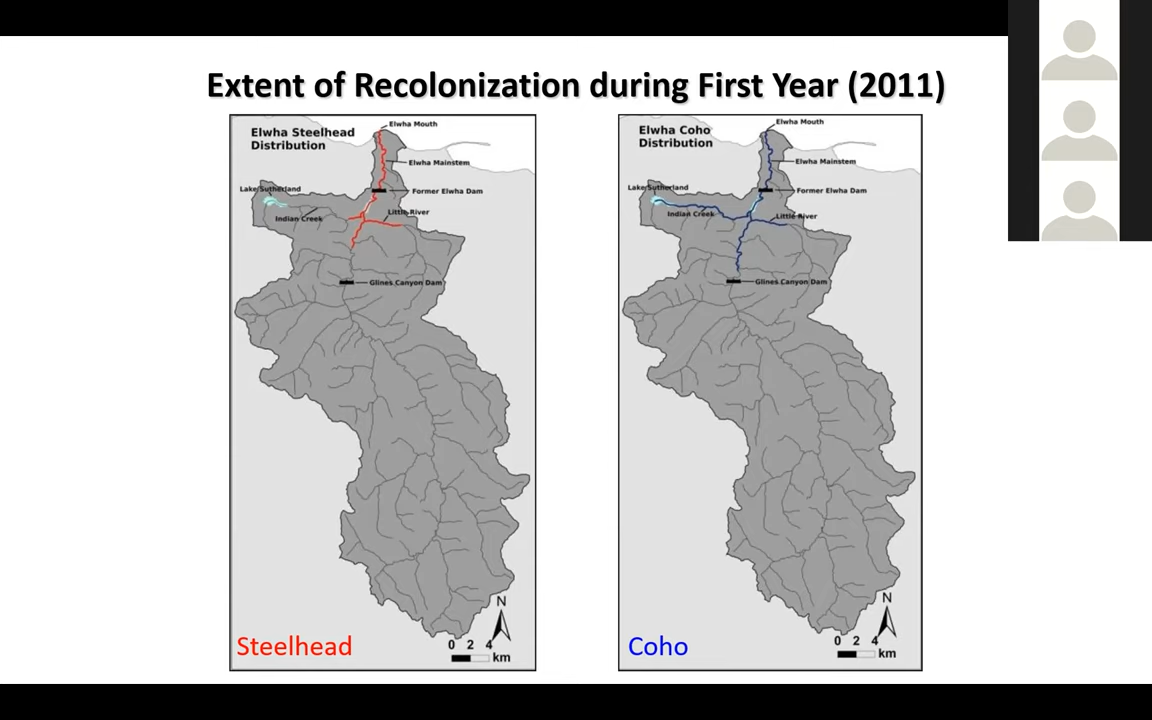 Extent of Recolonization during First Year (2011)
Elwha Steelhead
Distribution
Elwha Mouth
Elwha Mainstem
Lake Sutherland
Former Elwha Dam
Indian Creek
Little River
Glines Canyon Dam
Steelhead
N
0 2 4
km
Elwha Coho
Distribution
Elwha Mouth
Elwha Mainstem
Lake Sutherland
Former Elwha Dam
Indian Creek
Little River
Glines Canyon Dam
Coho
N
0 2 4
km